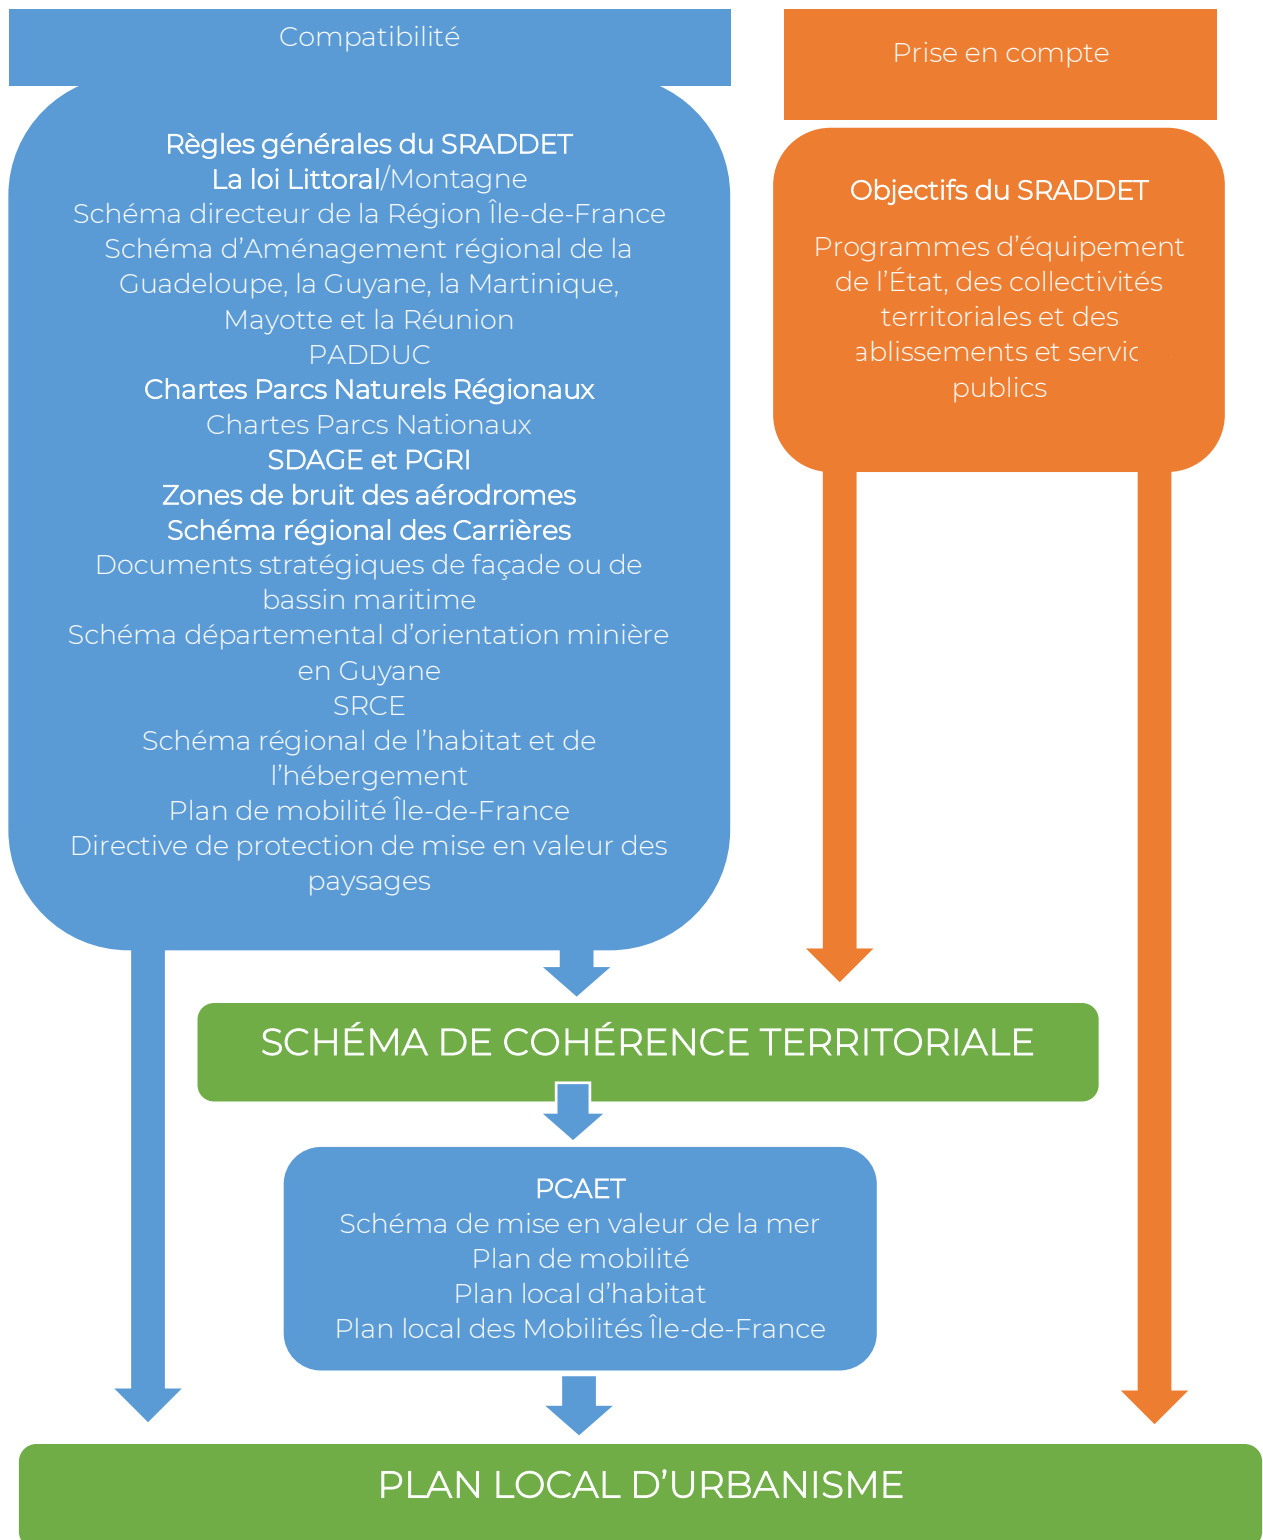 Compatibilité
Règles générales du SRADDET
La loi Littoral/Montagne
Schéma directeur de la Région Île-de-France
Schéma d’Aménagement régional de la
Guadeloupe, la Guyane, la Martinique,
Mayotte et la Réunion
PADDUC
Chartes Parcs Naturels Régionaux
Chartes Parcs Nationaux
SDAGE et PGRI
Zones de bruit des aérodromes
Schéma régional des Carrières
Documents stratégiques de façade ou de
bassin maritime
Schéma départemental d’orientation minière
en Guyane
SRCE
Schéma régional de l’habitat et de
l’hébergement
Plan de mobilité Île-de-France
Directive de protection de mise en valeur des
paysages
Prise en compte
Objectifs du SRADDET
Programmes d’équipement
de l’État, des collectivités
territoriales et des
ablissements et servic
publics
SCHÉMA DE COHÉRENCE TERRITORIALE
PCAET
Schéma de mise en valeur de la mer
Plan de mobilité
Plan local d’habitat
Plan local des Mobilités Île-de-France
PLAN LOCAL D’URBANISME